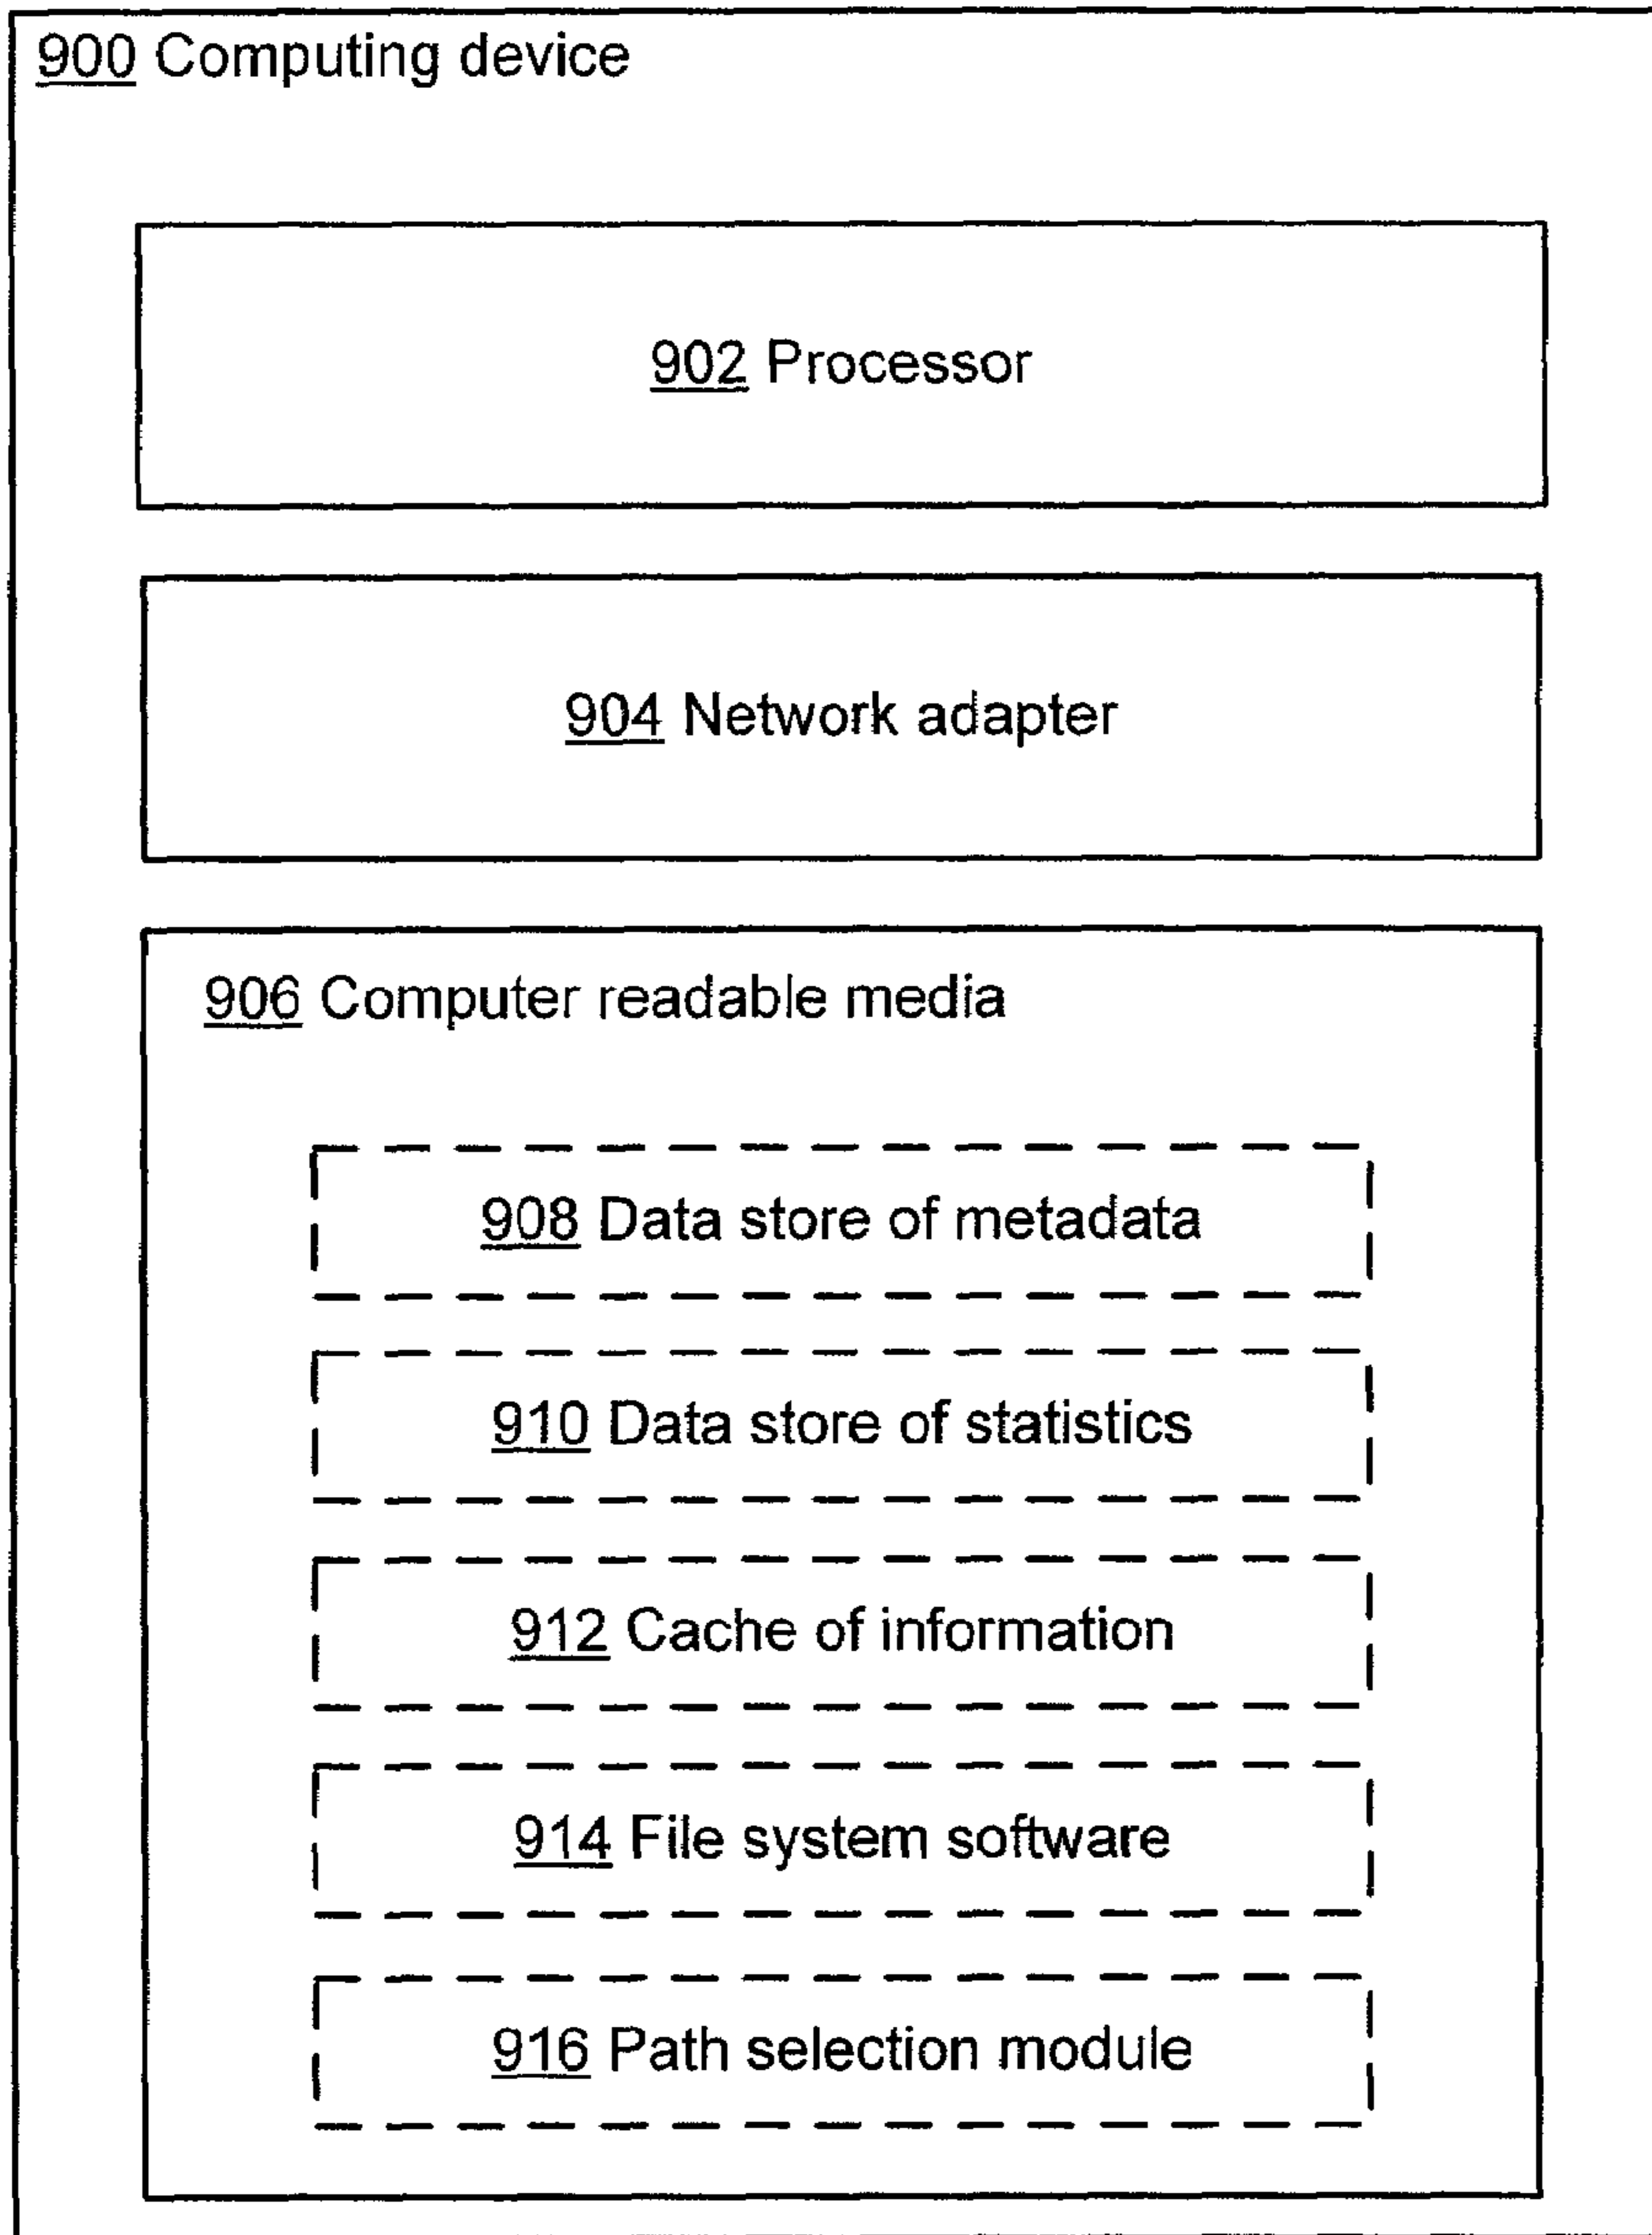 900 Computing device
902 Processor
904 Network adapter
906 Computer readable media
908 Data store of metadata
910 Data store of statistics
912 Cache of information
914 File system software
916 Path selection module